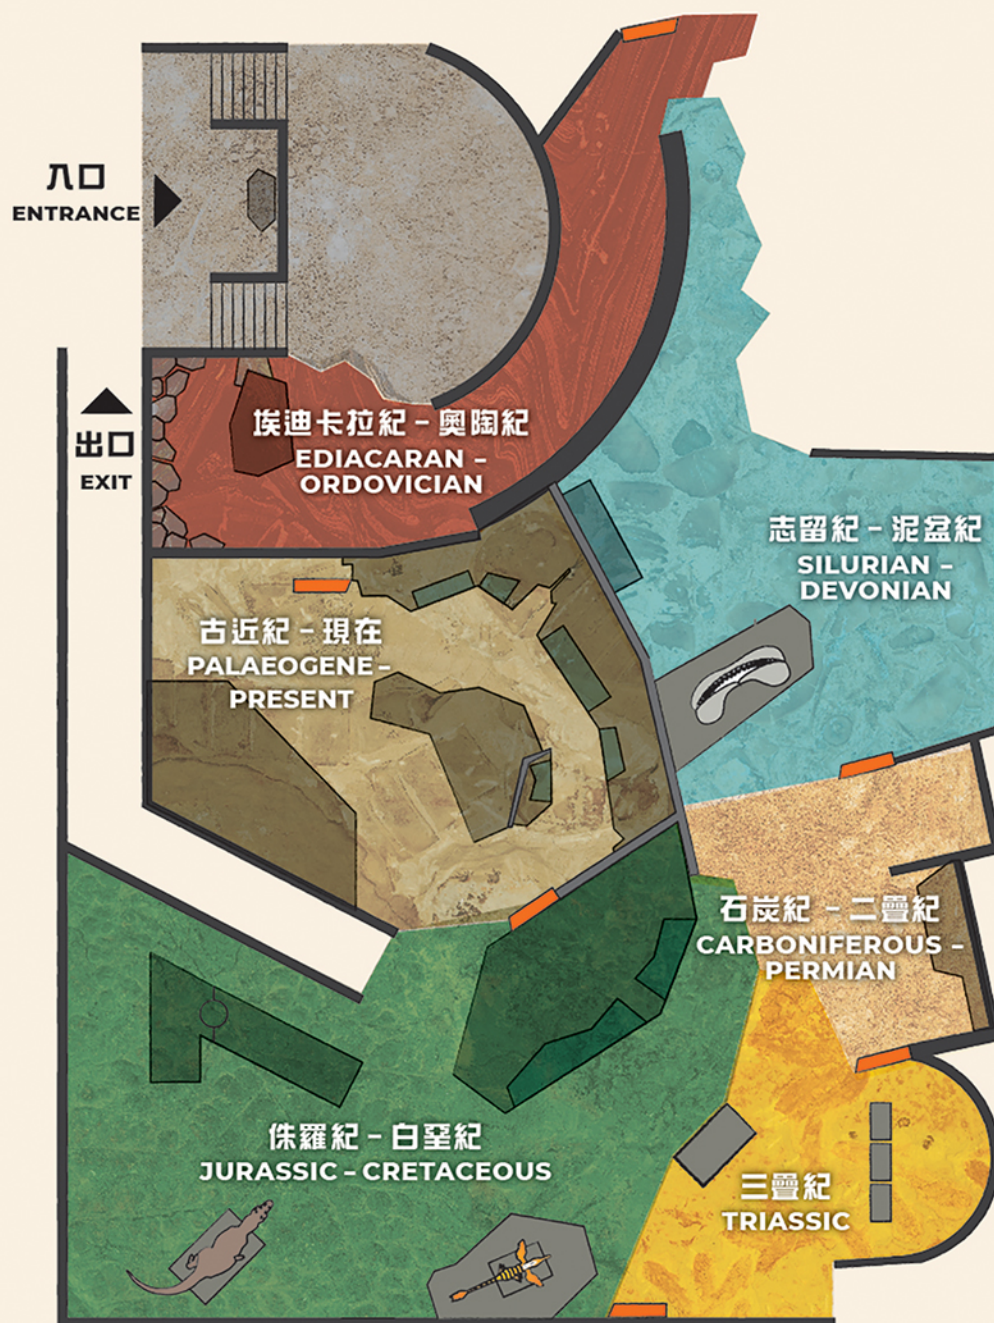 入口
ENTRANCE
出口
EXIT
埃迪卡拉紀 – 奧陶紀
EDIACARAN –
ORDOVICIAN
志留紀 – 泥盆紀
SILURIAN –
DEVONIAN
古近紀 – 現在
PALAEOGENE –
PRESENT
石炭紀 – 二疊紀
CARBONIFEROUS –
PERMIAN
侏羅紀 – 白堊紀
JURASSIC – CRETACEOUS
三疊紀
TRIASSIC